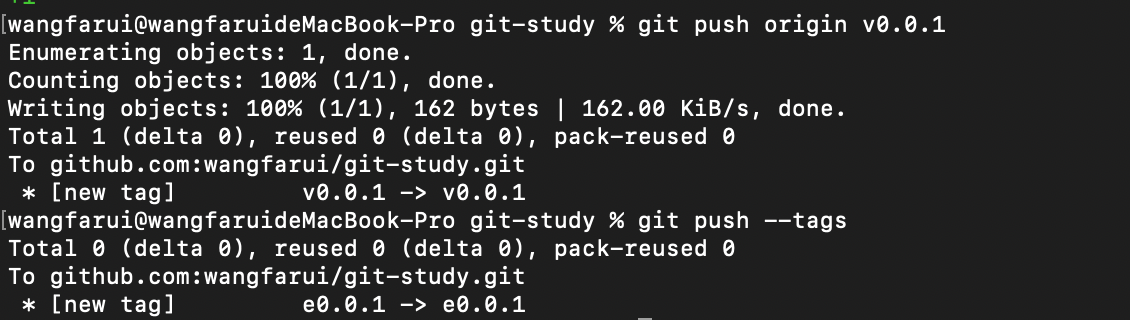 [wangfarui@wangfaruideMacBook-Pro git-study % git push origin v0.0.1
Enumerating objects: 1, done.
Counting objects: 100% (1/1), done.
Writing objects: 100% (1/1), 162 bytes | 162.00 KiB/s, done.
Total 1 (delta 0), reused 0 (delta 0), pack-reused 0
To github.com:wangfarui/git-study.git
 * [new tag]         v0.0.1 -> v0.0.1
[wangfarui@wangfaruideMacBook-Pro git-study % git push --tags
Total 0 (delta 0), reused 0 (delta 0), pack-reused 0
To github.com:wangfarui/git-study.git
 * [new tag]         e0.0.1 -> e0.0.1